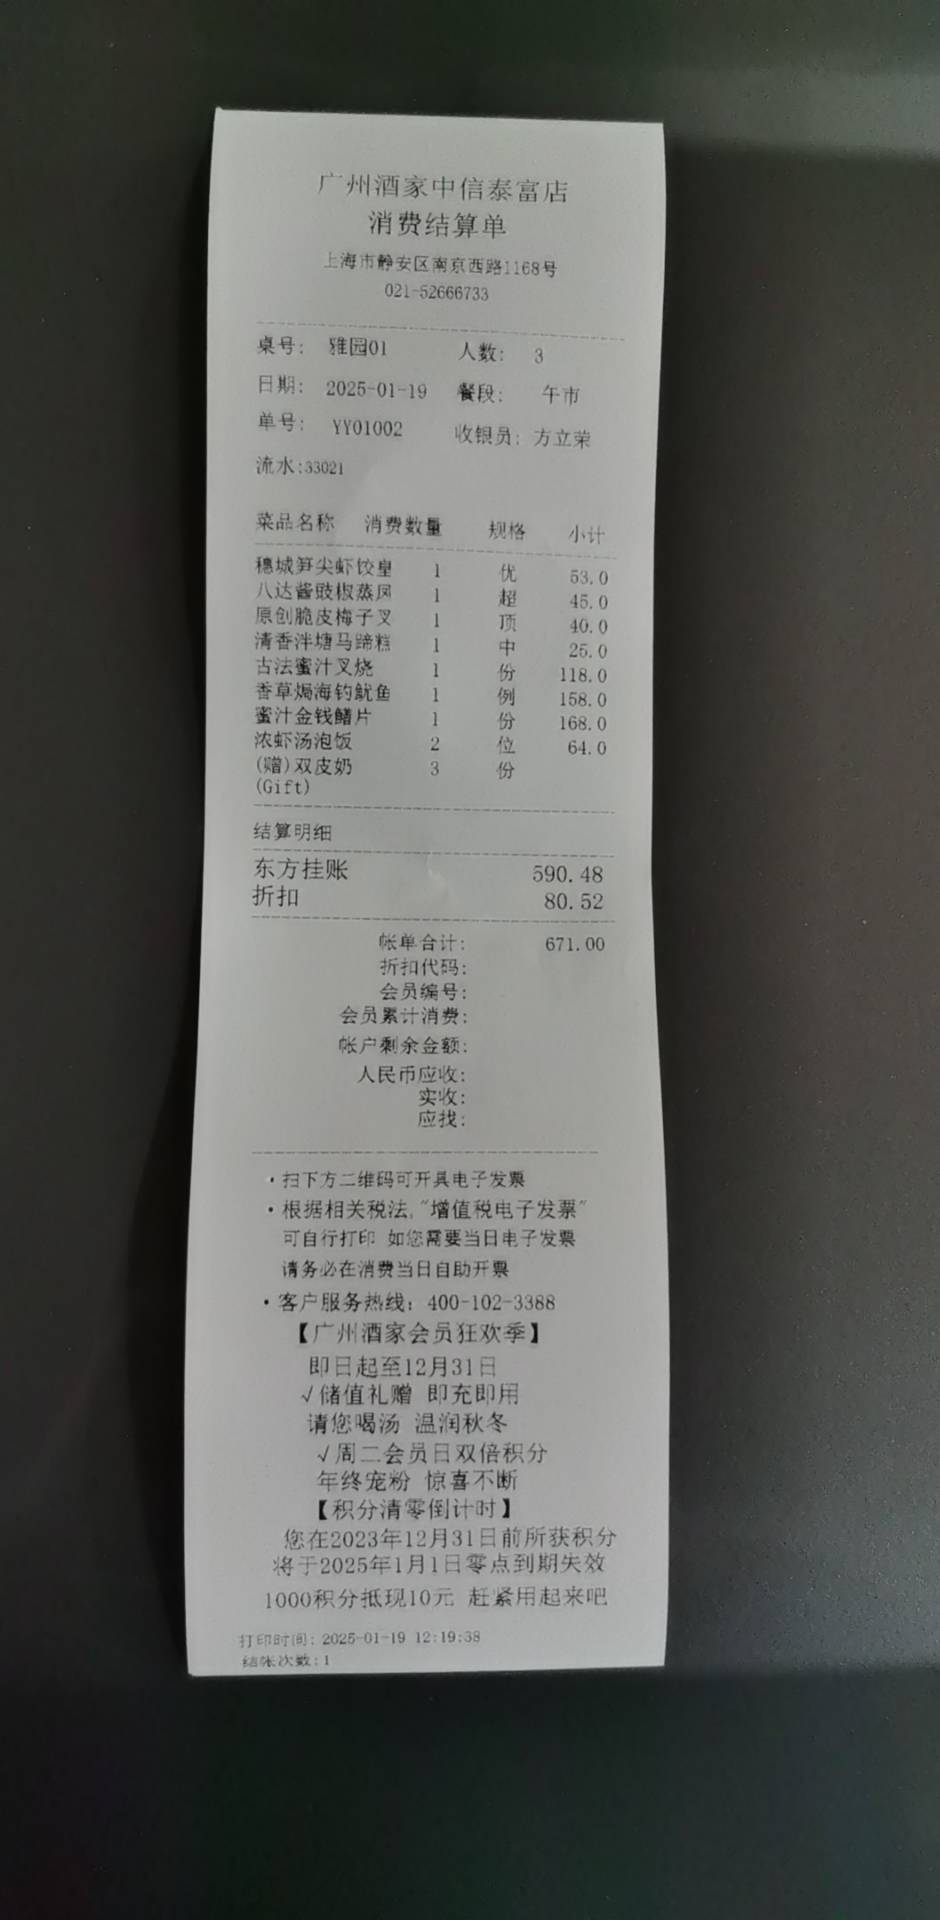 广州酒家中信泰富店
消费结算单
上海市静安区南京西路1168号
021-52666733
桌号: 雅园01 人数: 3
日期: 2025-01-19 餐段: 午市
单号: YY01002 收银员: 方立荣
流水:33021
菜品名称 消费数量 规格 小计
穗城笋尖虾饺皇 1 优 53.0
八达酱豉椒蒸凤 1 超 45.0
原创脆皮梅子叉 1 顶 40.0
清香泮塘马蹄糕 1 中 25.0
古法蜜汁叉烧 1 份 118.0
香草焗海钓鱿鱼 1 例 158.0
蜜汁金钱鳝片 1 份 168.0
浓虾汤泡饭 2 位 64.0
(赠)双皮奶 3 份
(Gift)
结算明细
东方挂账 590.48
折扣 80.52
帐单合计: 671.00
折扣代码:
会员编号:
会员累计消费:
帐户剩余金额:
人民币应收:
实收:
应找:
·扫下方二维码可开具电子发票
·根据相关税法,"增值税电子发票"
可自行打印 如您需要当日电子发票
请务必在消费当日自助开票
·客户服务热线: 400-102-3388
【广州酒家会员狂欢季】
即日起至12月31日
√储值礼赠 即充即用
请您喝汤 温润秋冬
√周二会员日双倍积分
年终宠粉 惊喜不断
【积分清零倒计时】
您在2023年12月31日前所获积分
将于2025年1月1日零点到期失效
1000积分抵现10元 赶紧用起来吧
打印时间: 2025-01-19 12:19:38
结帐次数:1